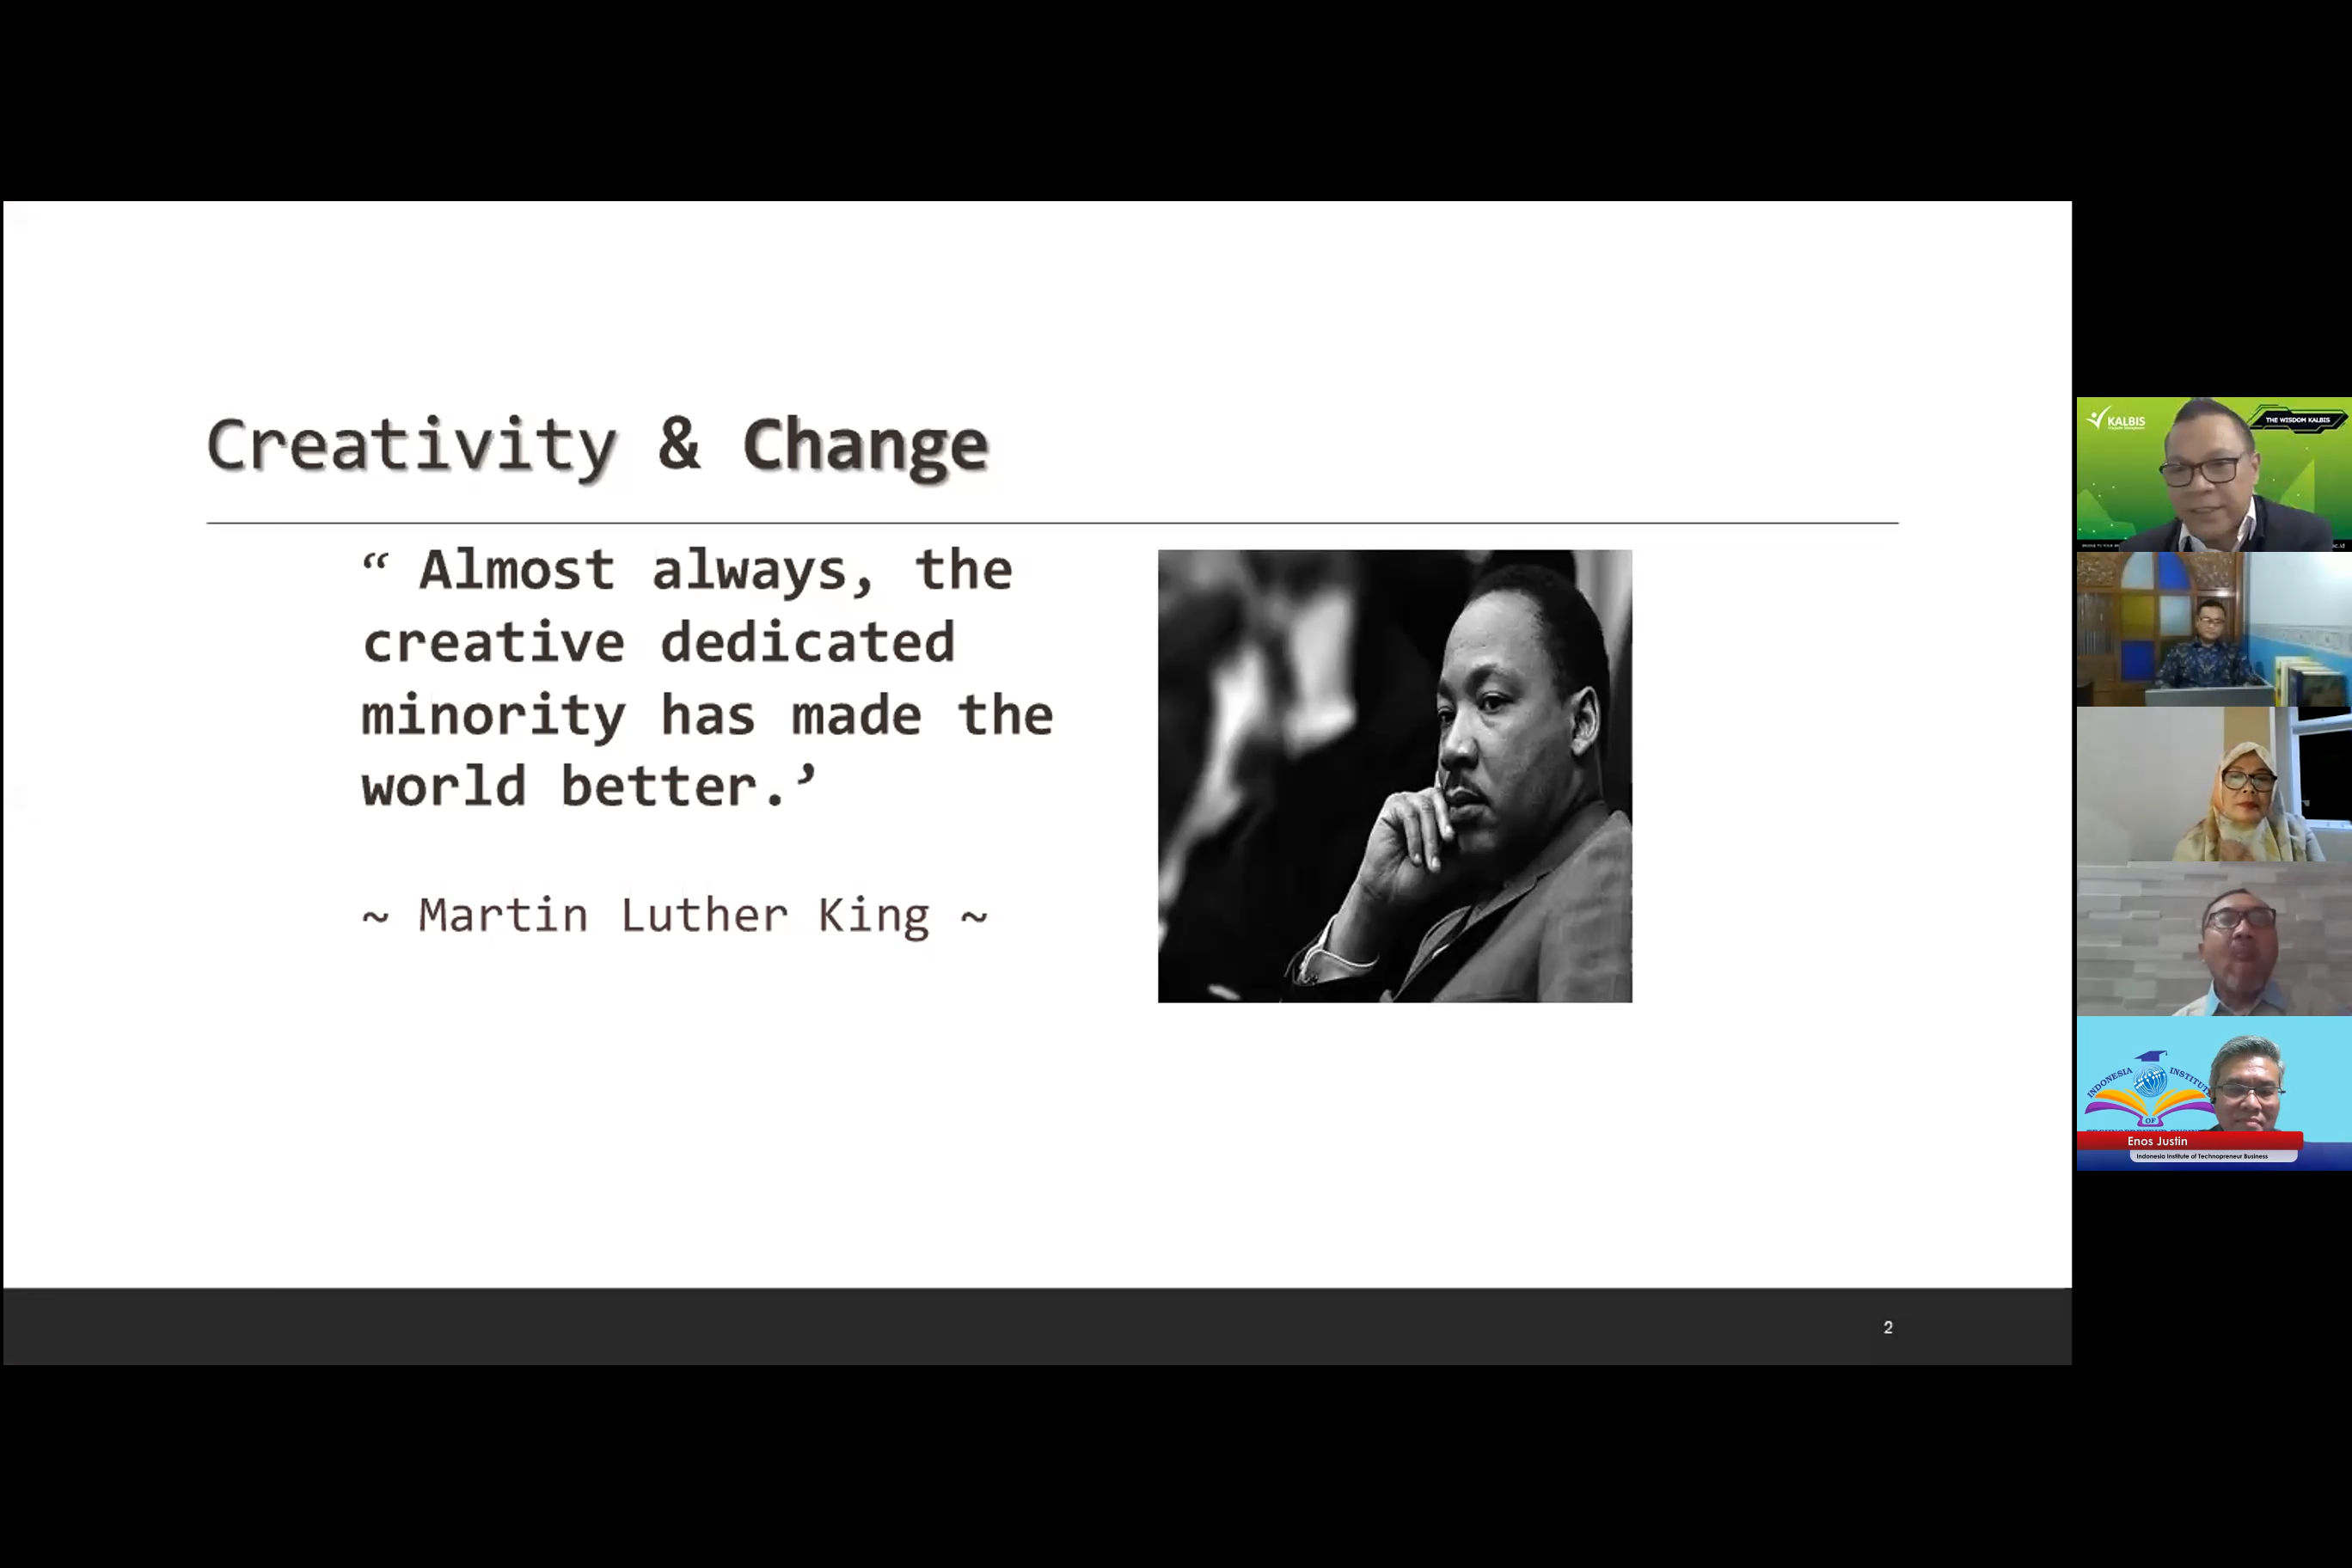 Creativity & Change
“ Almost always, the
creative dedicated
minority has made the
world better.’
~ Martin Luther King ~
2
KALBIS
THE WISDOM KALBIS
INDONESIA INSTITUTE
OF
Enos Justin
Indonesia Institute of Technopreneur Business